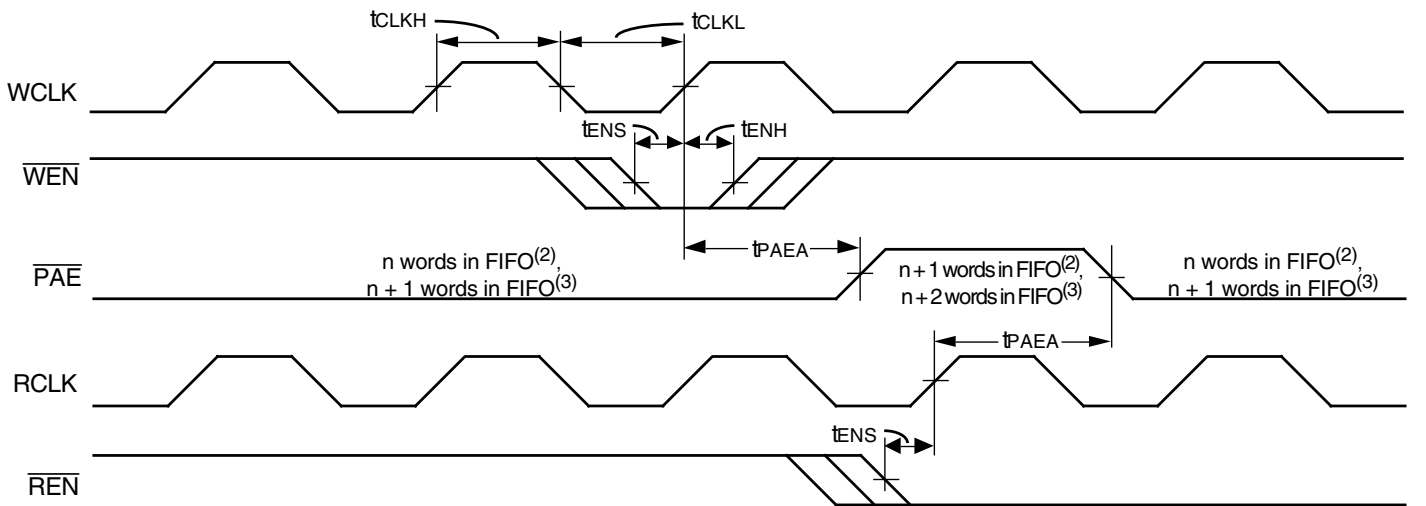 tCLKH
tCLKL
WCLK
tENS
tENH
WEN
tPAEA
PAE
n words in FIFO(2),
n + 1 words in FIFO(3)
n + 1 words in FIFO(2),
n + 2 words in FIFO(3)
n words in FIFO(2),
n + 1 words in FIFO(3)
tPAEA
RCLK
tENS
REN